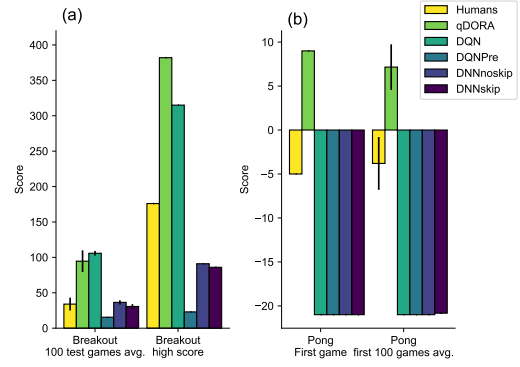 (a)
Score
400
350
300
250
200
150
100
50
0
Breakout
100 test games avg.
Breakout
high score
(b)
Score
10
5
0
−5
−10
−15
−20
Pong
First game
Pong
first 100 games avg.
Humans
qDORA
DQN
DQNPre
DNNnoskip
DNNskip